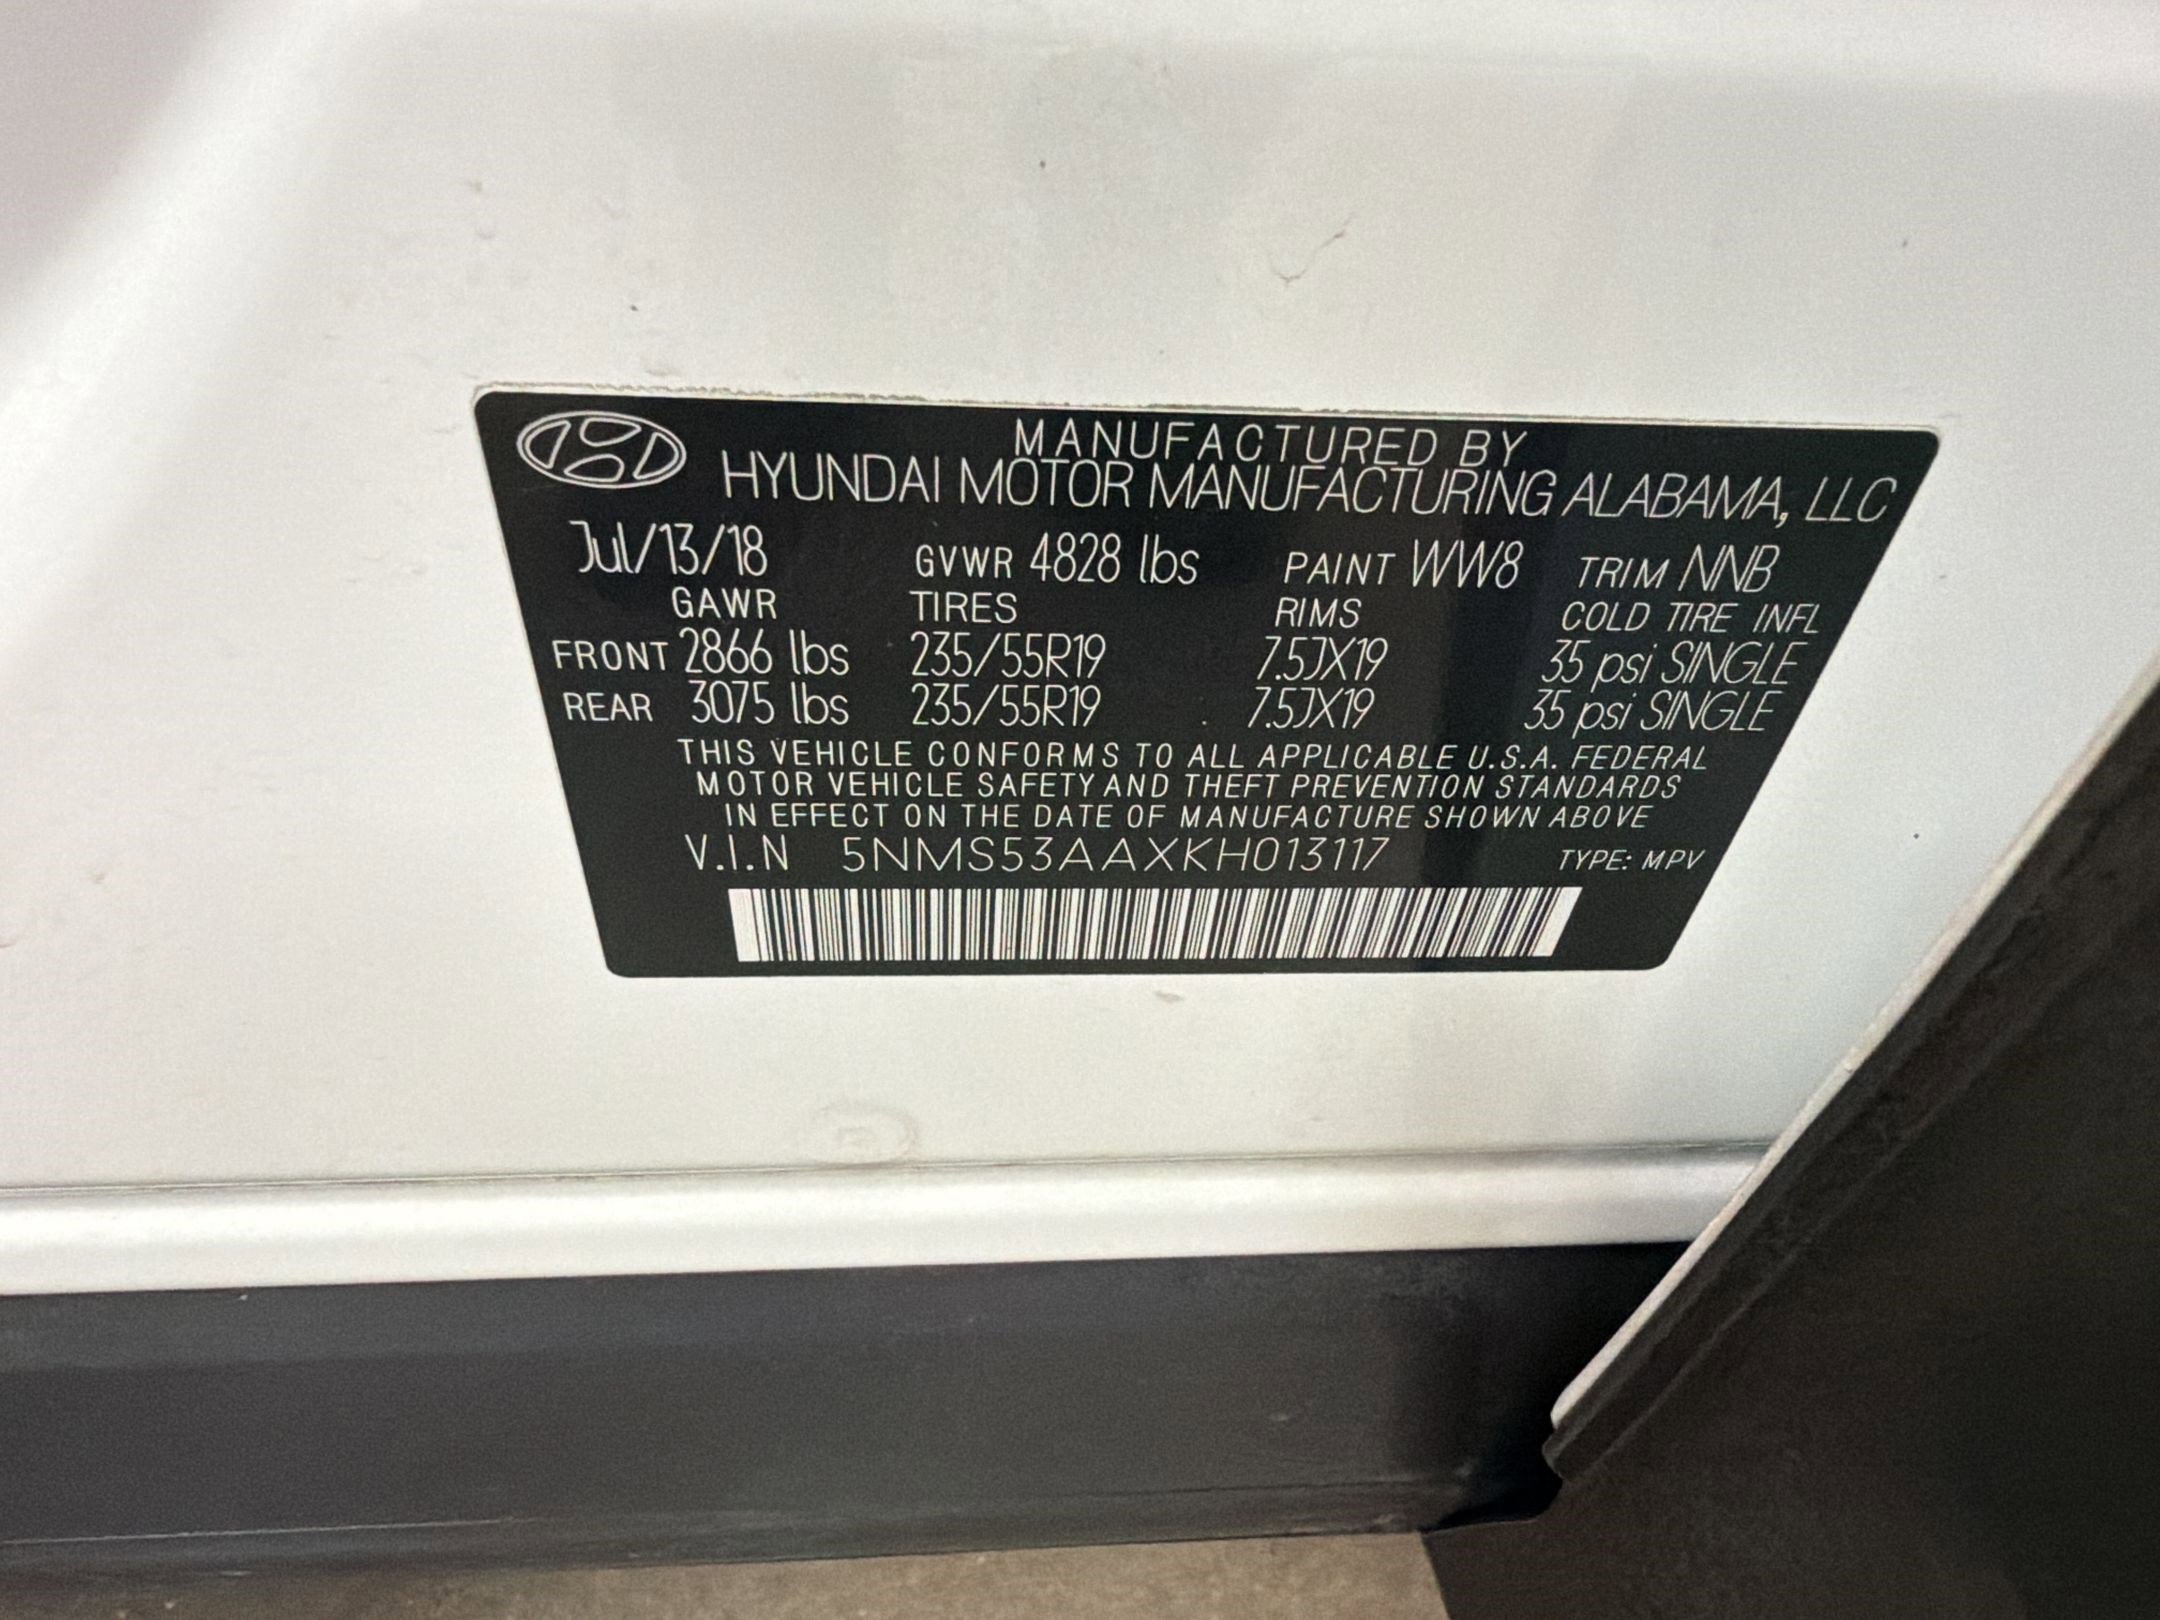 MANUFACTURED BY
HYUNDAI MOTOR MANUFACTURING ALABAMA, LLC
Jul/13/18 GVWR 4828 lbs PAINT WW8 TRIM NNB
GAWR TIRES RIMS COLD TIRE INFL
FRONT 2866 lbs 235/55R19 7.5JX19 35 psi SINGLE
REAR 3075 lbs 235/55R19 7.5JX19 35 psi SINGLE
THIS VEHICLE CONFORMS TO ALL APPLICABLE U.S.A. FEDERAL
MOTOR VEHICLE SAFETY AND THEFT PREVENTION STANDARDS
IN EFFECT ON THE DATE OF MANUFACTURE SHOWN ABOVE
V.I.N 5NMS53AAXKH013117 TYPE: MPV